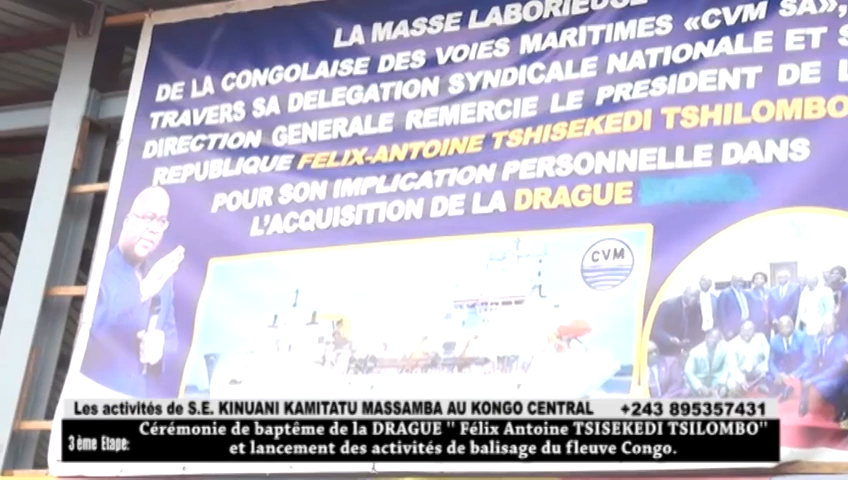 LA MASSE LABORIEUSE
DE LA CONGOLAISE DES VOIES MARITIMES «CVM SA»,
TRAVERS SA DELEGATION SYNDICALE NATIONALE ET
DIRECTION GENERALE REMERCIE LE PRESIDENT DE
REPUBLIQUE FELIX-ANTOINE TSHISEKEDI TSHILOMBO
POUR SON IMPLICATION PERSONNELLE DANS
L'ACQUISITION DE LA DRAGUE
CVM
Les activités de S.E. KINUANI KAMITATU MASSAMBA AU KONGO CENTRAL +243 895357431
3 ème Etape: Cérémonie de baptême de la DRAGUE '' Félix Antoine TSISEKEDI TSILOMBO''
et lancement des activités de balisage du fleuve Congo.